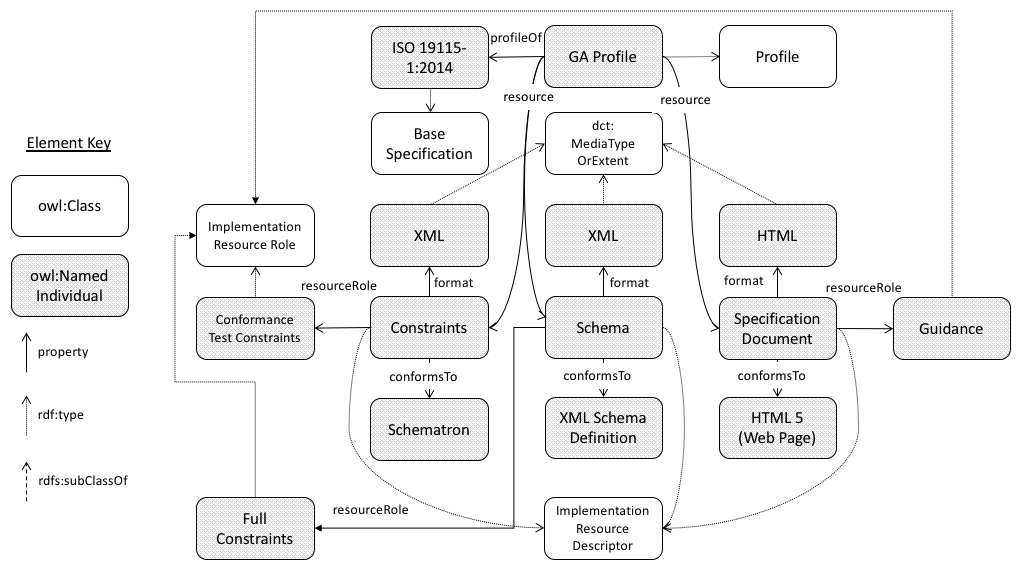 Element Key
owl:Class
owl:Named
Individual
property
rdf:type
rdfs:subClassOf
ISO 19115-
1:2014
profileOf
GA Profile
Profile
resource
resource
Base
Specification
dct:
MediaType
OrExtent
Implementation
Resource Role
XML
XML
HTML
resourceRole
format
format
format
resourceRole
Conformance
Test Constraints
Constraints
Schema
Specification
Document
Guidance
conformsTo
conformsTo
conformsTo
Schematron
XML Schema
Definition
HTML 5
(Web Page)
Full
Constraints
resourceRole
Implementation
Resource
Descriptor